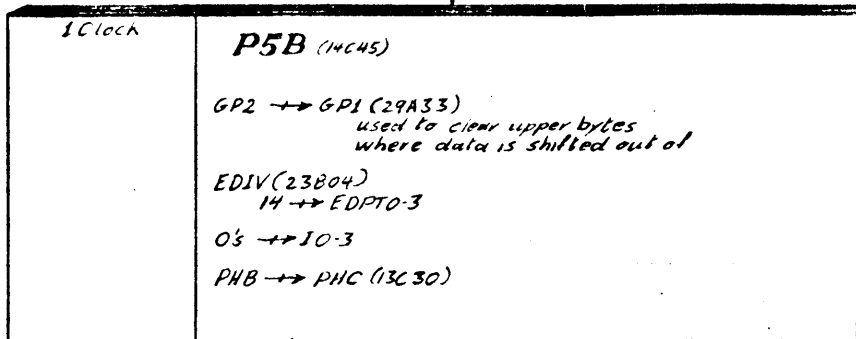 1 Clock
P5B (14C45)
GP2 ⇸ GP1 (29A33)
used to clear upper bytes
where data is shifted out of
EDIV (23B04)
14 ⇸ EDPT0-3
0's ⇸ I0-3
PHB ⇸ PHC (13C30)